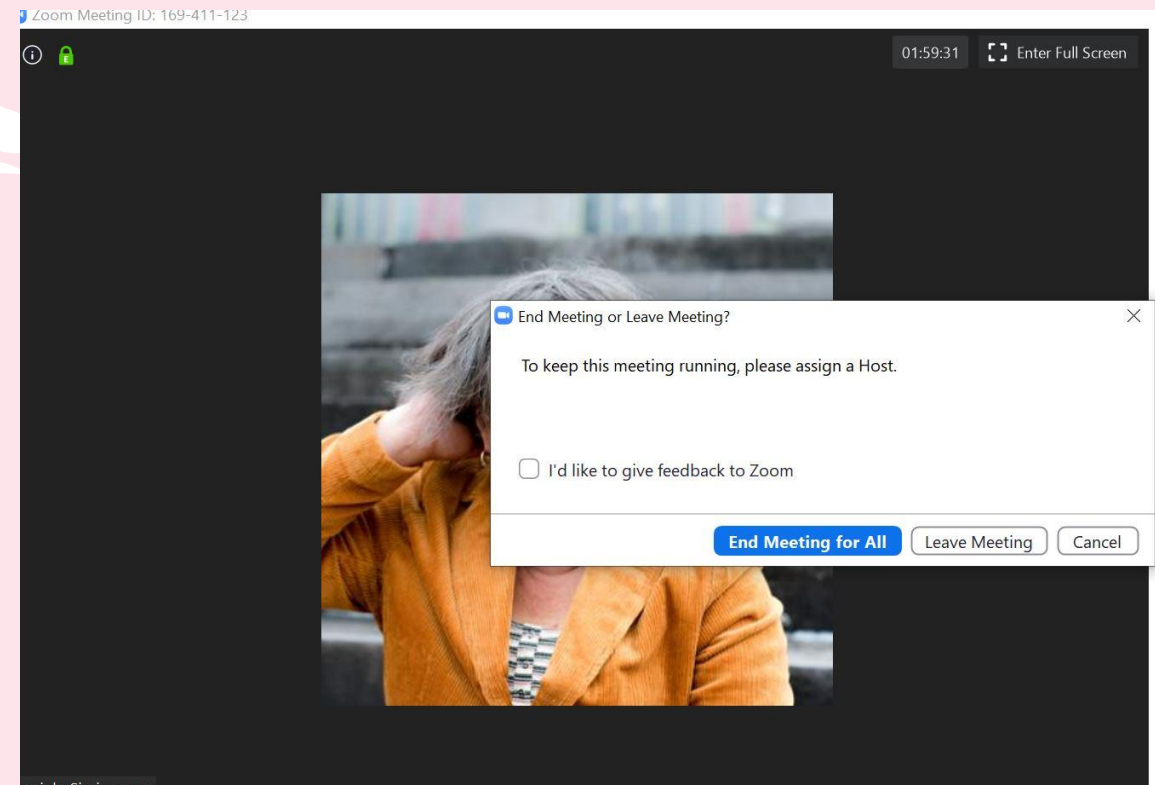 Zoom Meeting ID: 169-411-123
E
01:59:31
Enter Full Screen
End Meeting or Leave Meeting?
To keep this meeting running, please assign a Host.
I'd like to give feedback to Zoom
End Meeting for All
Leave Meeting
Cancel